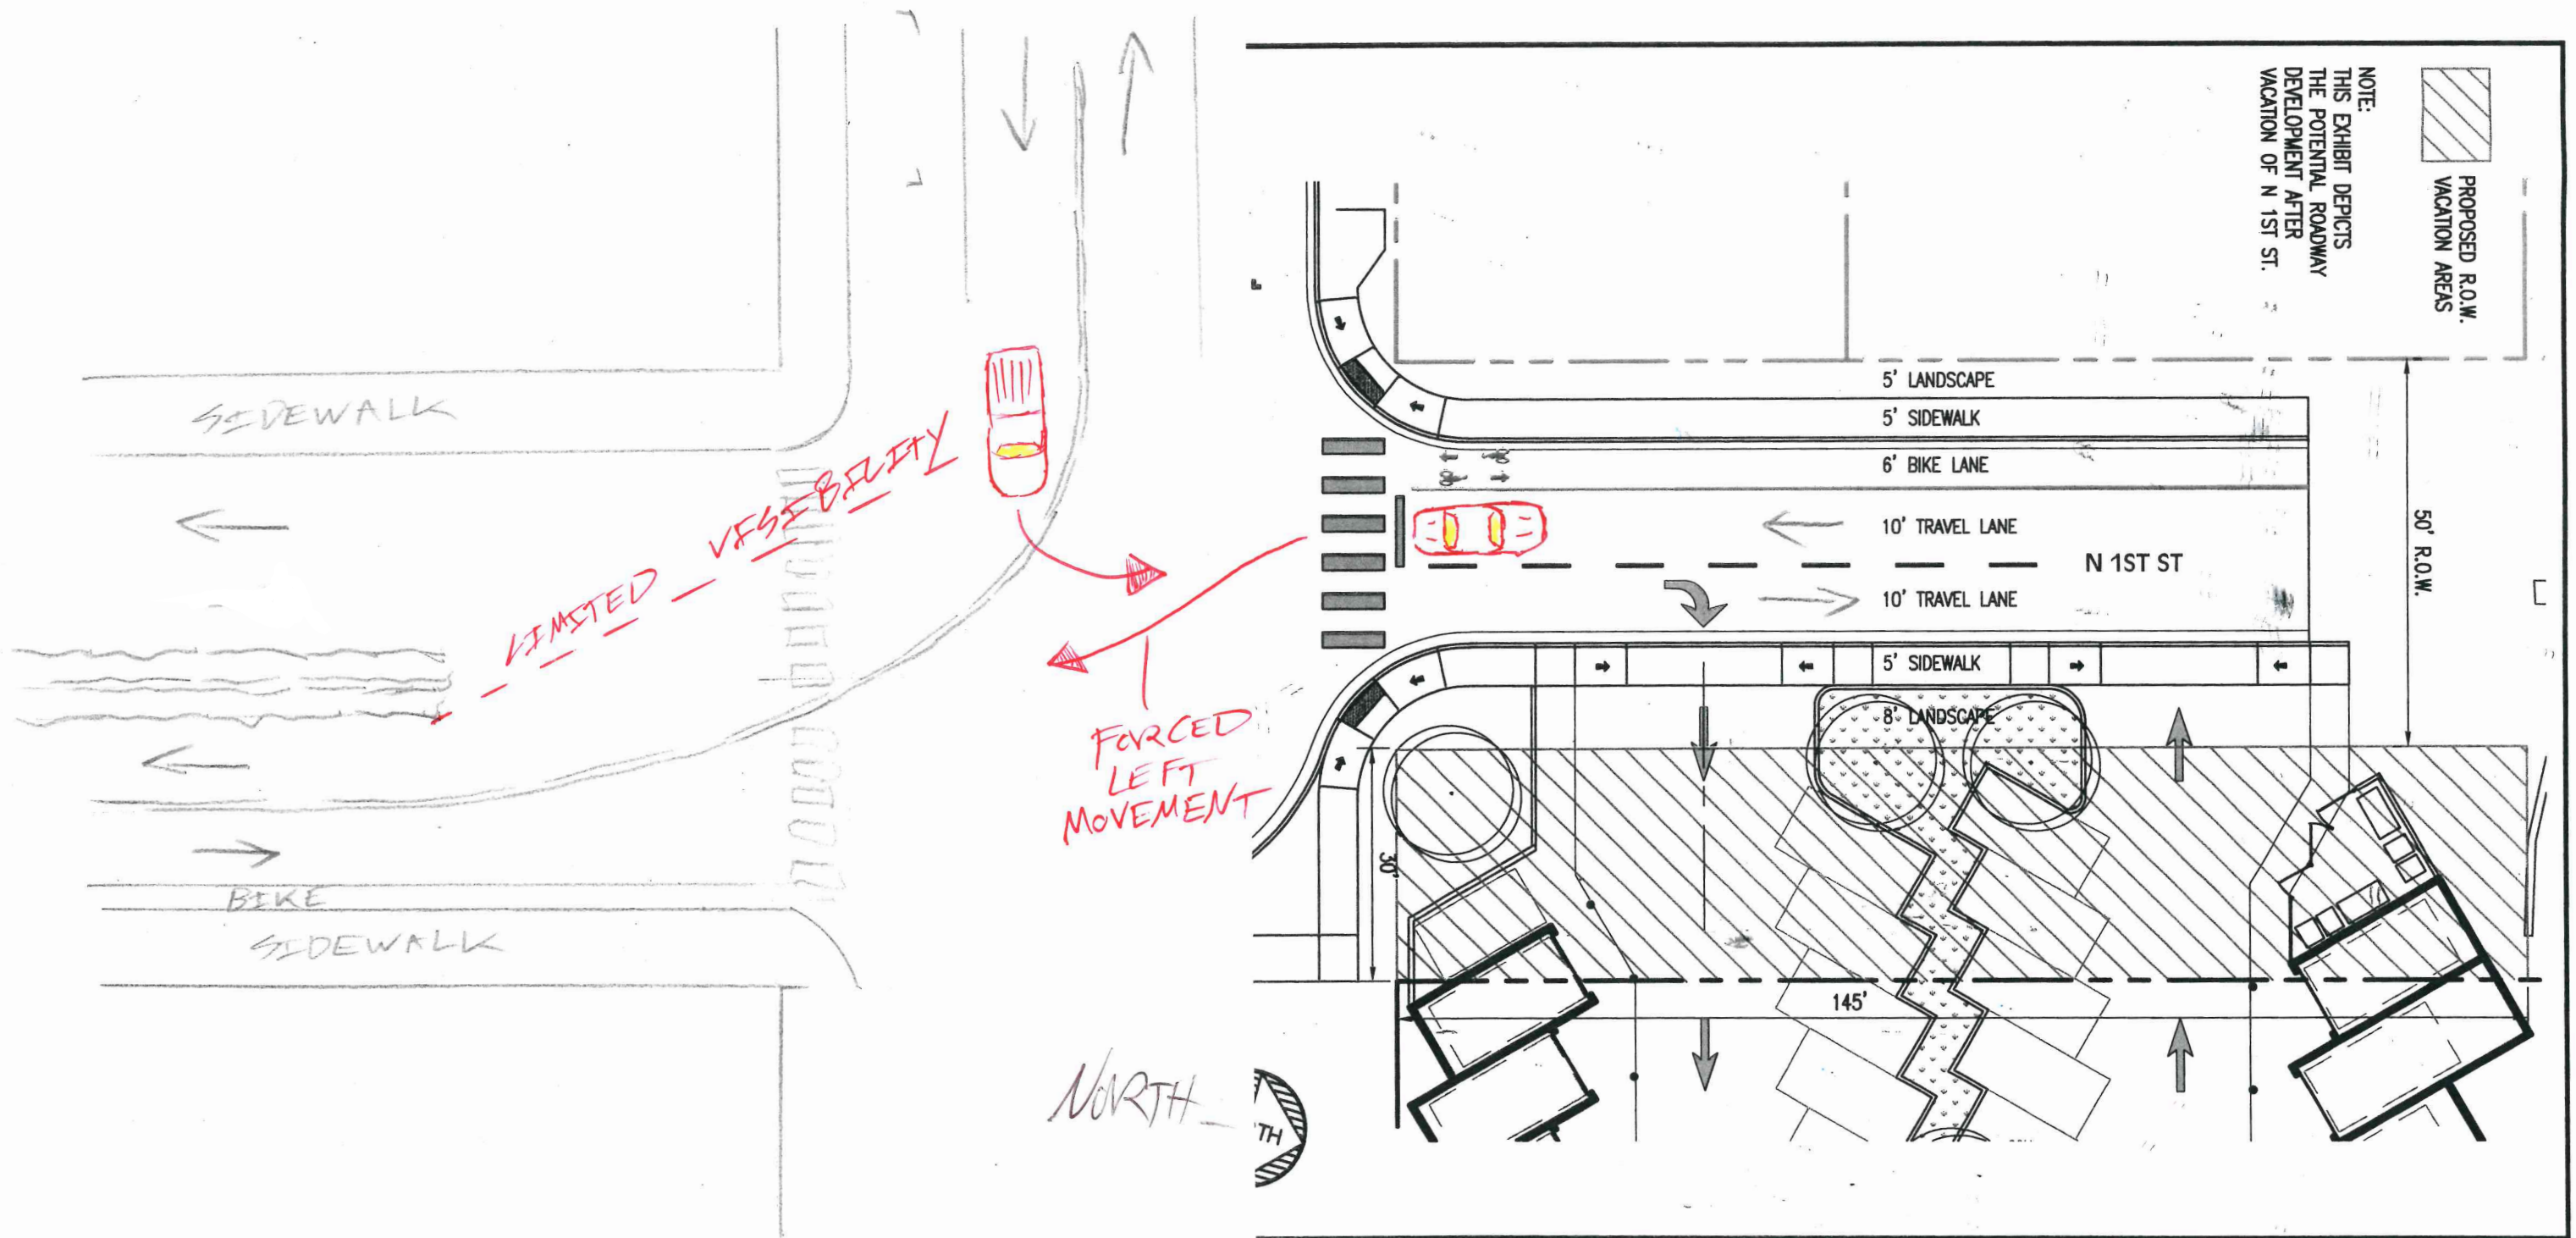 NOTE:
THIS EXHIBIT DEPICTS
THE POTENTIAL ROADWAY
DEVELOPMENT AFTER
VACATION OF N 1ST ST.
PROPOSED R.O.W.
VACATION AREAS
SIDEWALK
LIMITED VISIBILITY
FORCED
LEFT
MOVEMENT
BIKE
SIDEWALK
NORTH
TH
5' LANDSCAPE
5' SIDEWALK
6' BIKE LANE
10' TRAVEL LANE
N 1ST ST
10' TRAVEL LANE
5' SIDEWALK
8' LANDSCAPE
50' R.O.W.
30'
145'